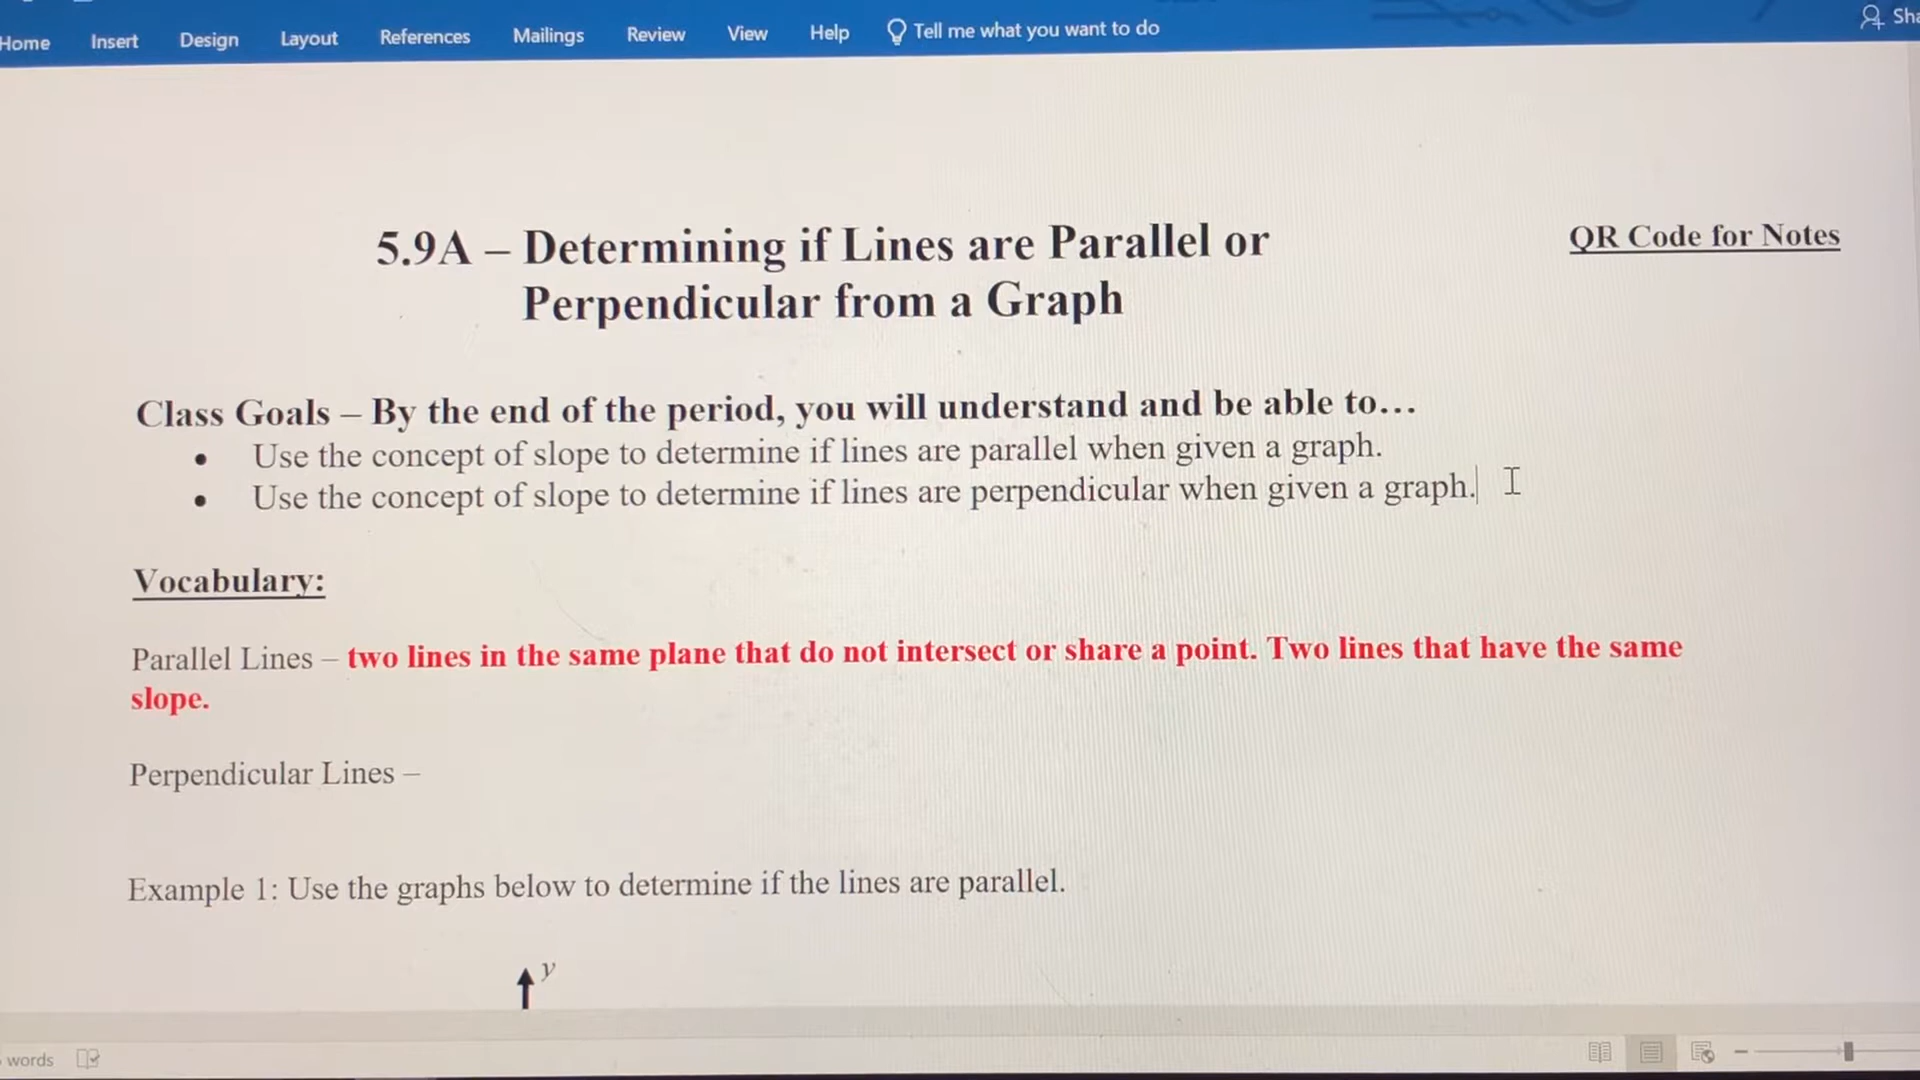 Home Insert Design Layout References Mailings Review View Help Tell me what you want to do
5.9A – Determining if Lines are Parallel or
Perpendicular from a Graph
QR Code for Notes
Class Goals – By the end of the period, you will understand and be able to…
• Use the concept of slope to determine if lines are parallel when given a graph.
• Use the concept of slope to determine if lines are perpendicular when given a graph.
Vocabulary:
Parallel Lines – two lines in the same plane that do not intersect or share a point. Two lines that have the same
slope.
Perpendicular Lines –
Example 1: Use the graphs below to determine if the lines are parallel.
y
words